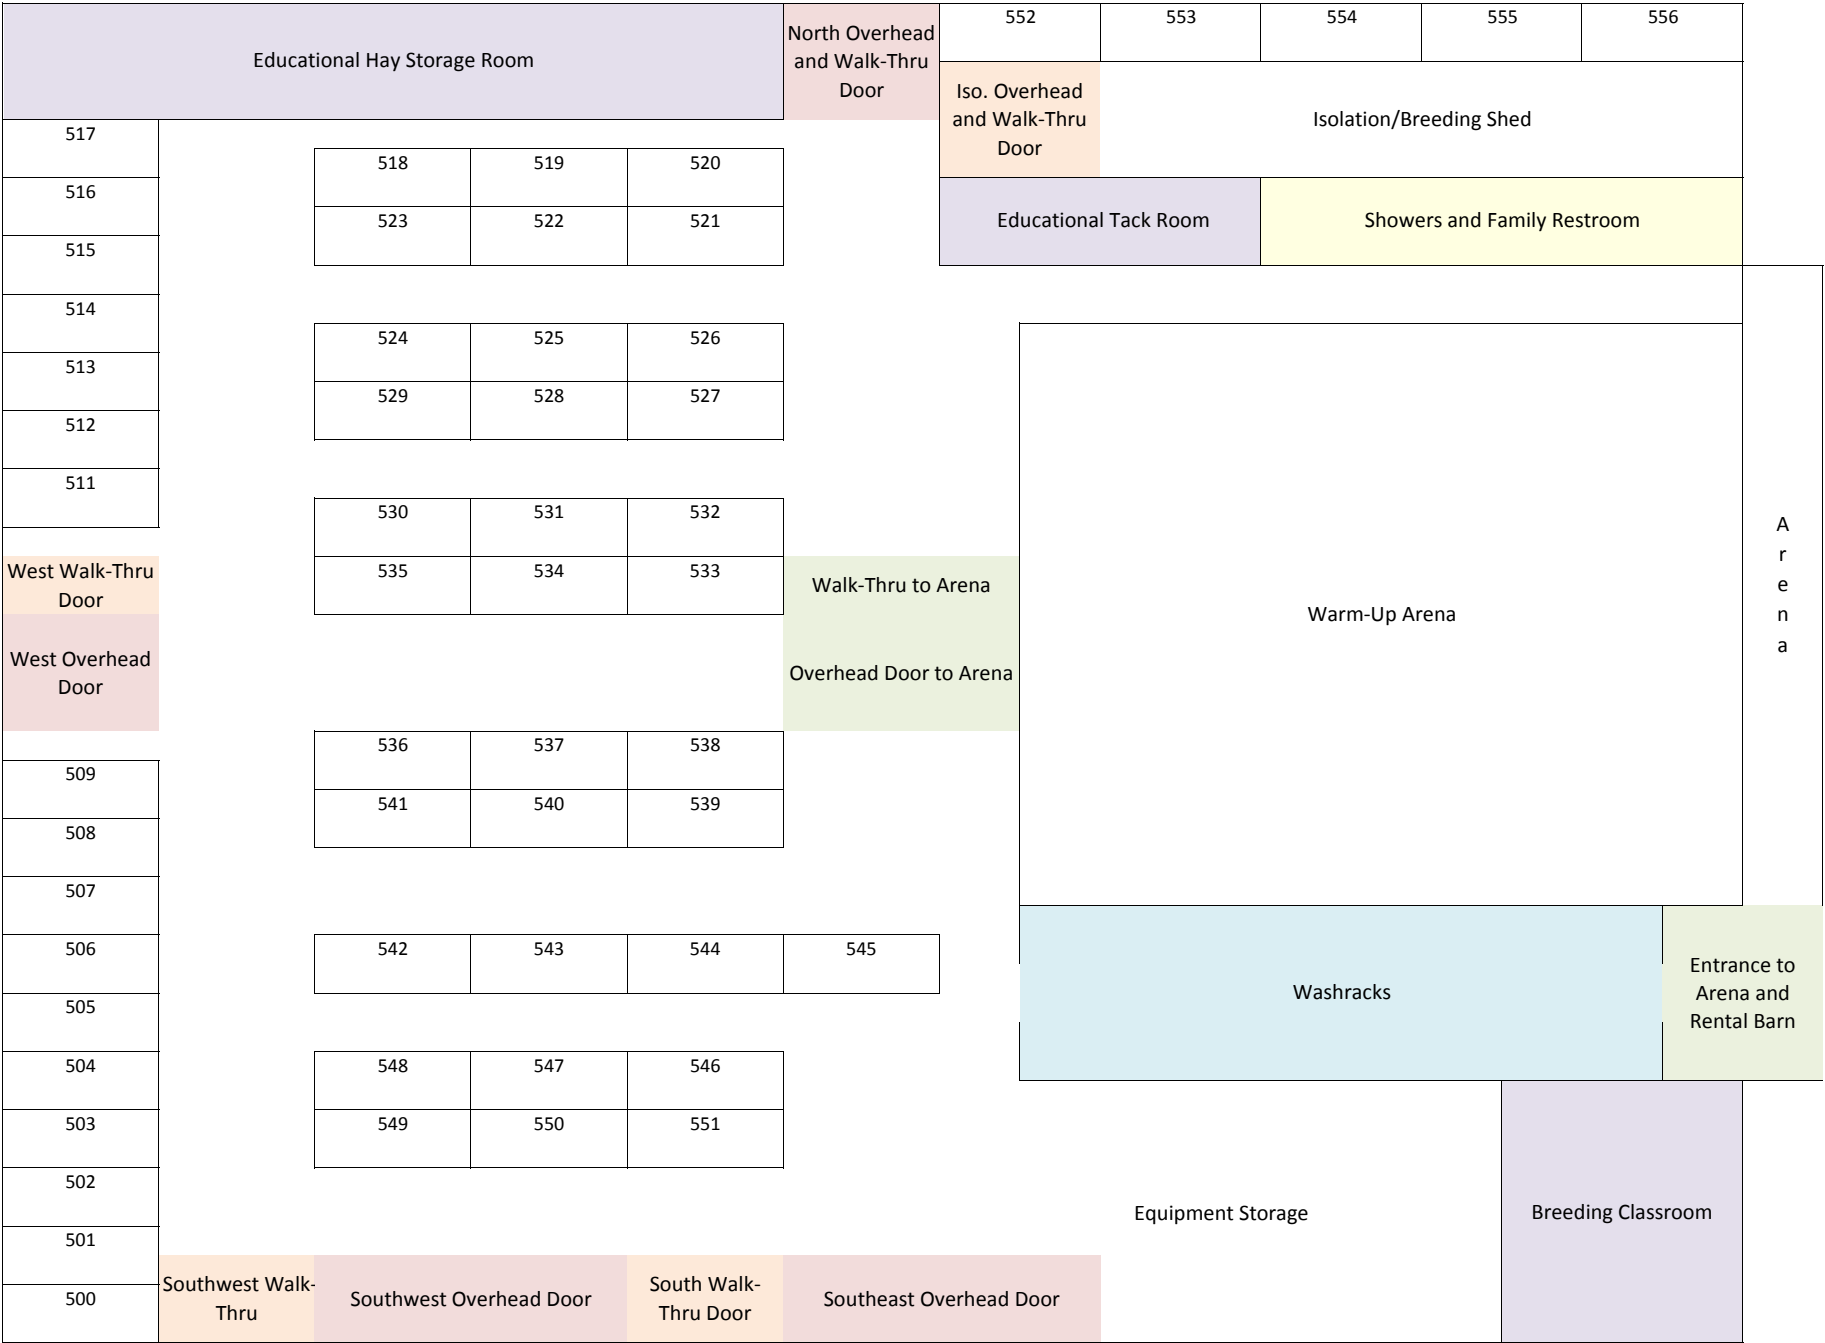 552 553 554 555 556
North Overhead
and Walk-Thru
Door
Educational Hay Storage Room
Iso. Overhead
and Walk-Thru
Door
Isolation/Breeding Shed
517
518 519 520
516
523 522 521
Educational Tack Room
Showers and Family Restroom
515
514
524 525 526
513
529 528 527
512
511
530 531 532
A
r
e
n
a
West Walk-Thru
Door
535 534 533
Walk-Thru to Arena
Warm-Up Arena
West Overhead
Door
Overhead Door to Arena
536 537 538
509
541 540 539
508
507
506
542 543 544 545
Washracks
Entrance to
Arena and
Rental Barn
505
504
548 547 546
503
549 550 551
502
Equipment Storage
Breeding Classroom
501
500
Southwest Walk-
Thru
Southwest Overhead Door
South Walk-
Thru Door
Southeast Overhead Door